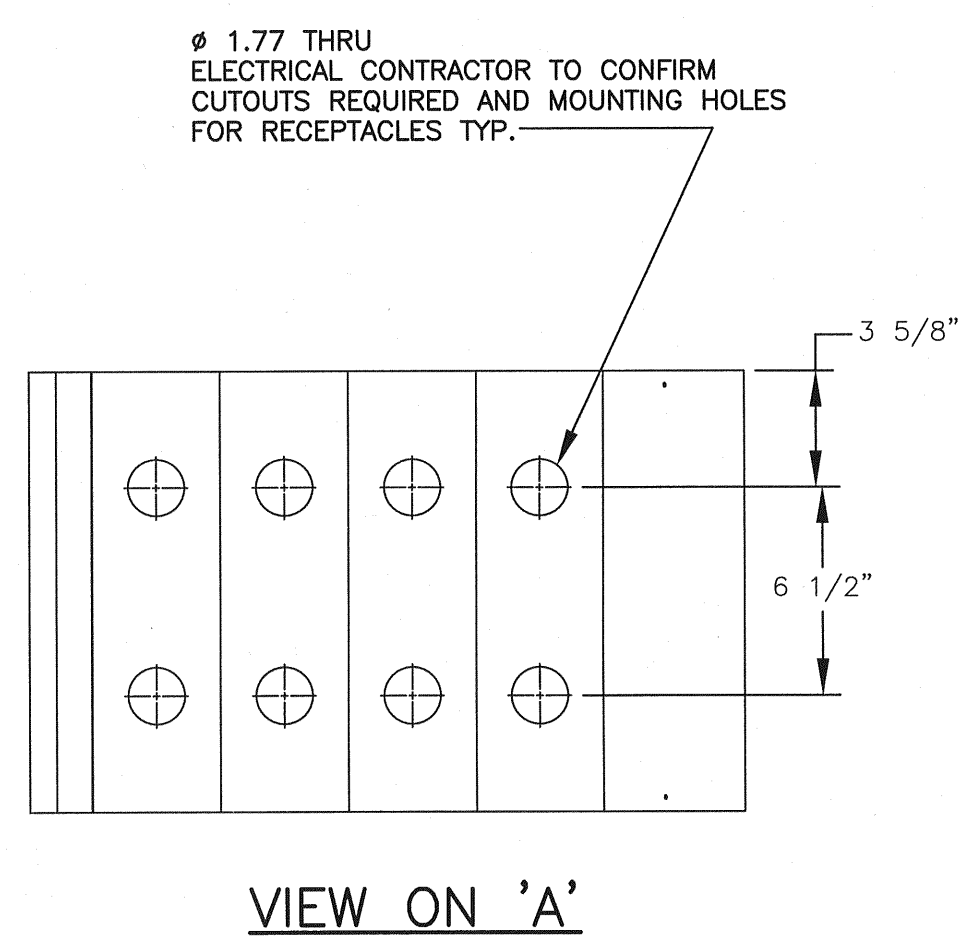 ø 1.77 THRU
ELECTRICAL CONTRACTOR TO CONFIRM
CUTOUTS REQUIRED AND MOUNTING HOLES
FOR RECEPTACLES TYP.
3 5/8"
6 1/2"
VIEW ON 'A'